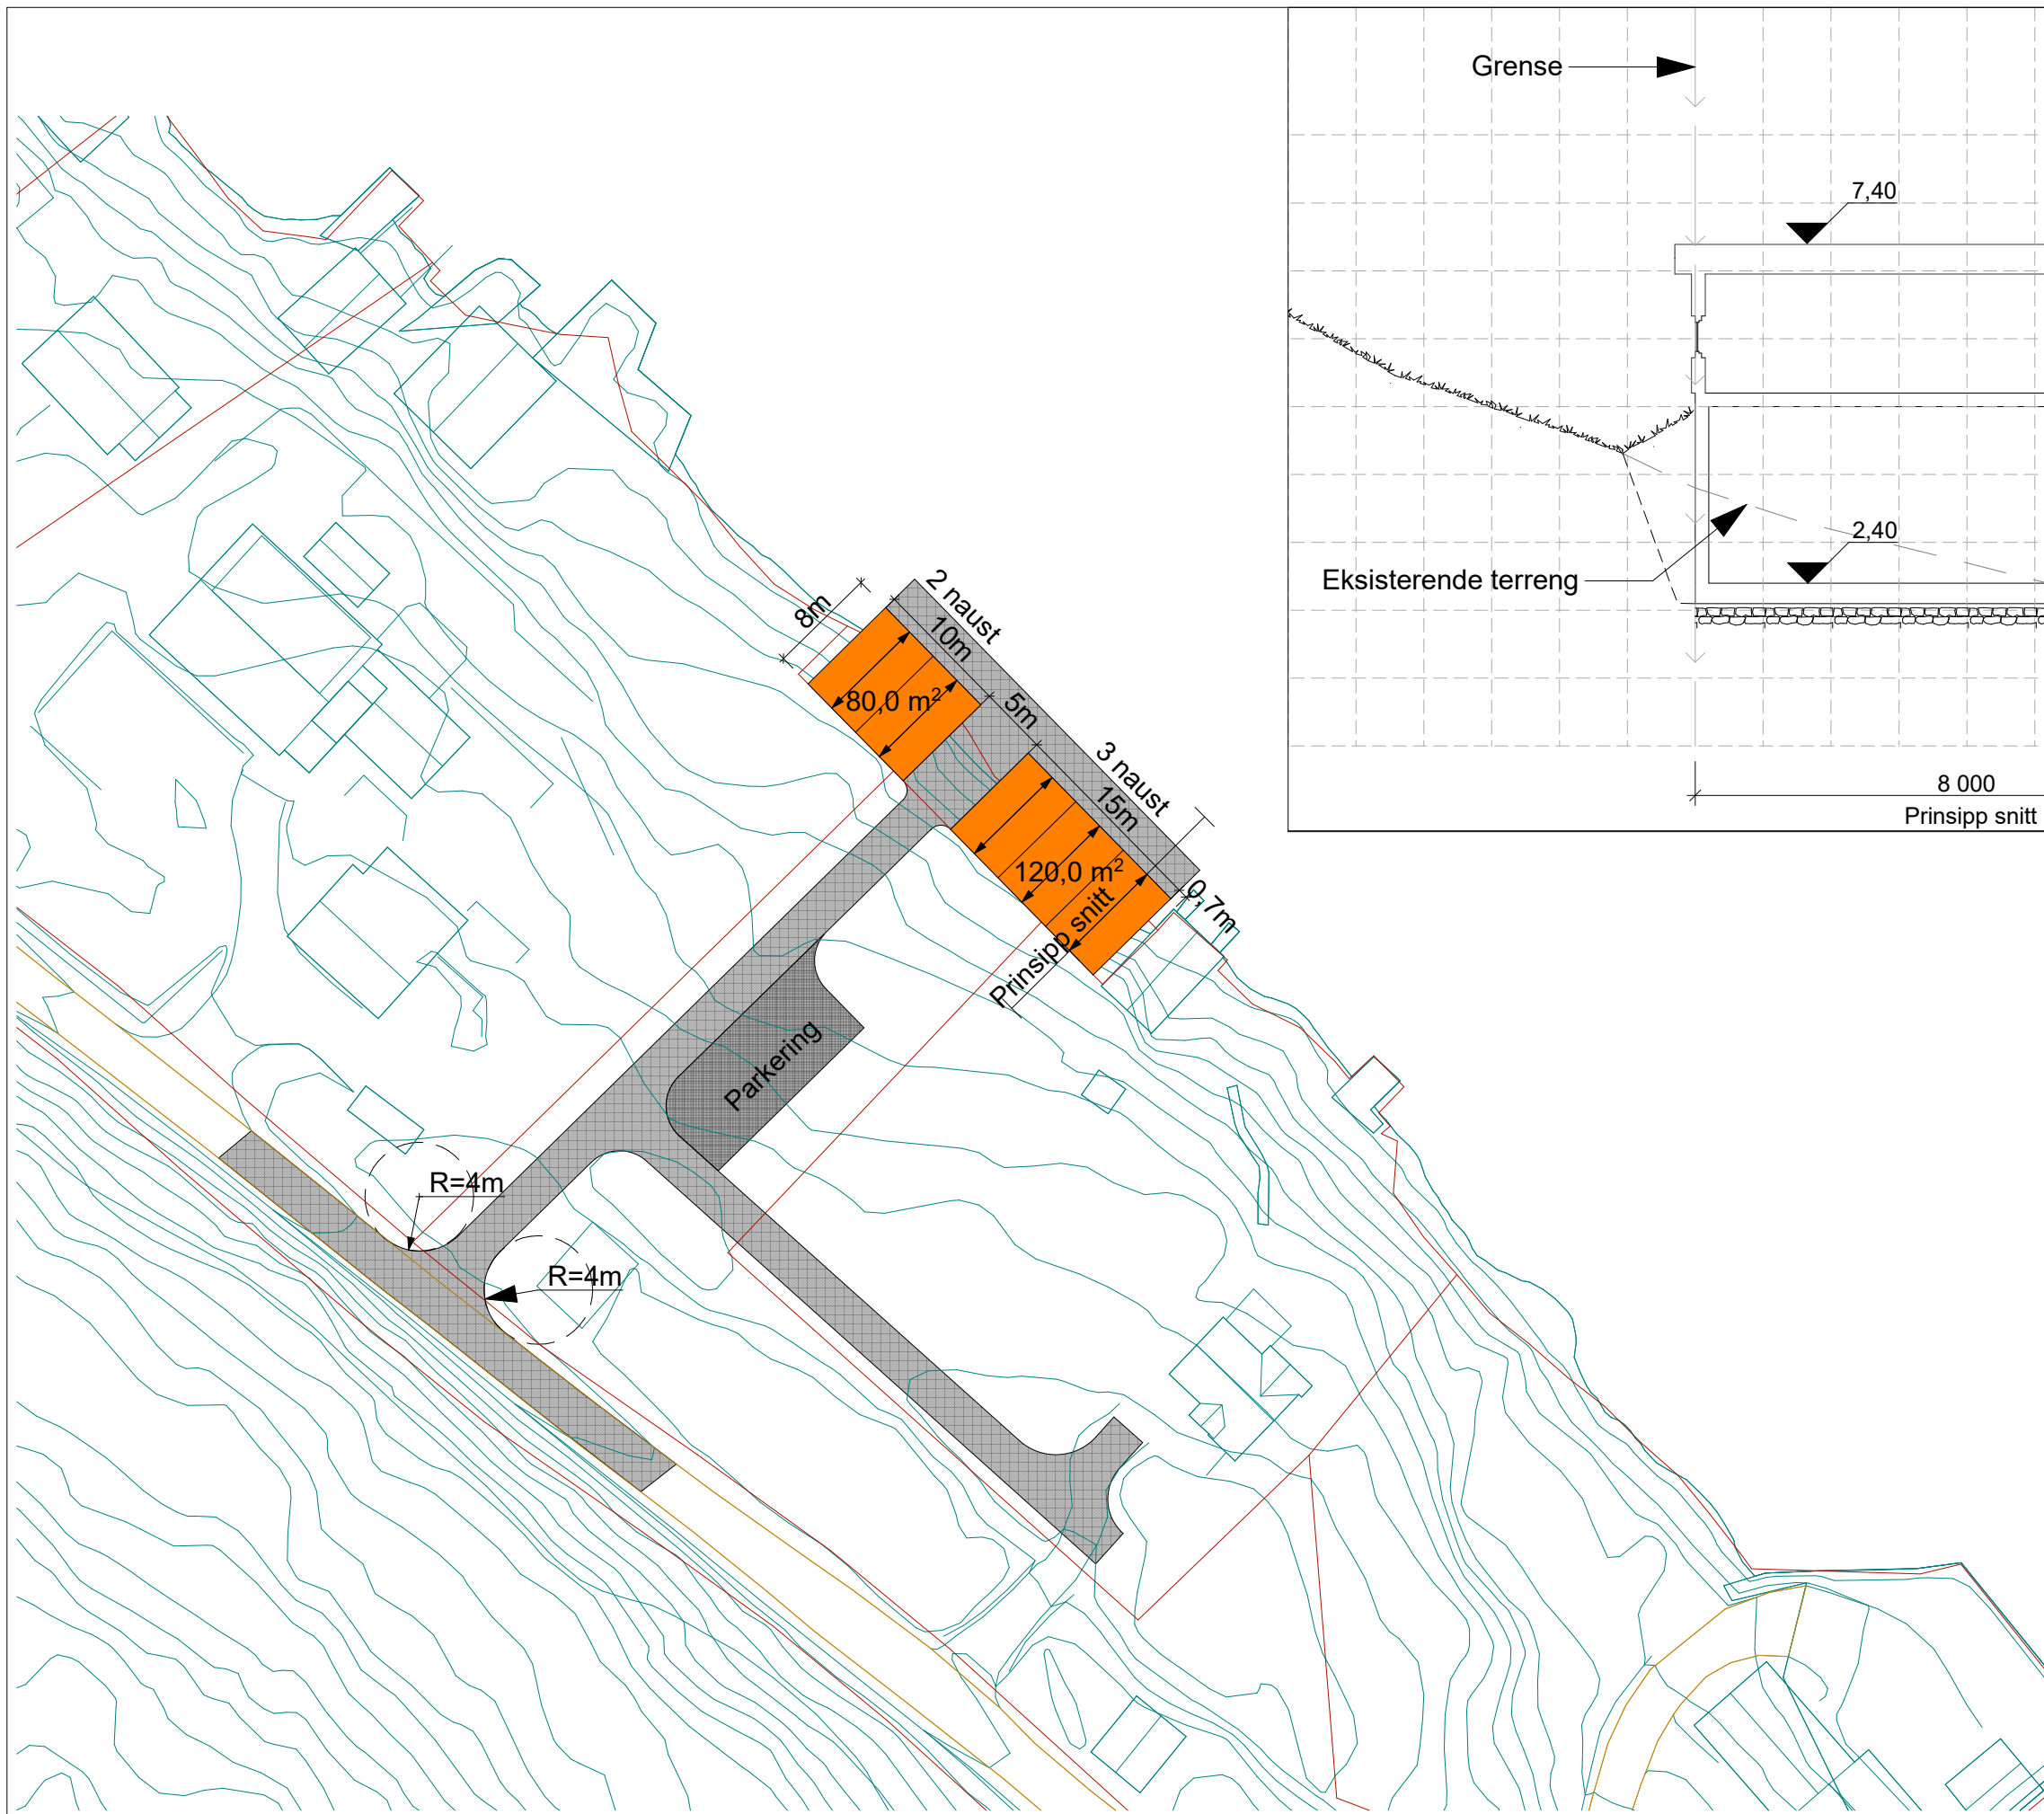 Grense
7,40
2,40
Eksisterende terreng
8 000
Prinsipp snitt
8m
2 naust
10m
80,0 m²
5m
3 naust
15m
120,0 m²
0,7m
Prinsipp snitt
Parkering
R=4m
R=4m